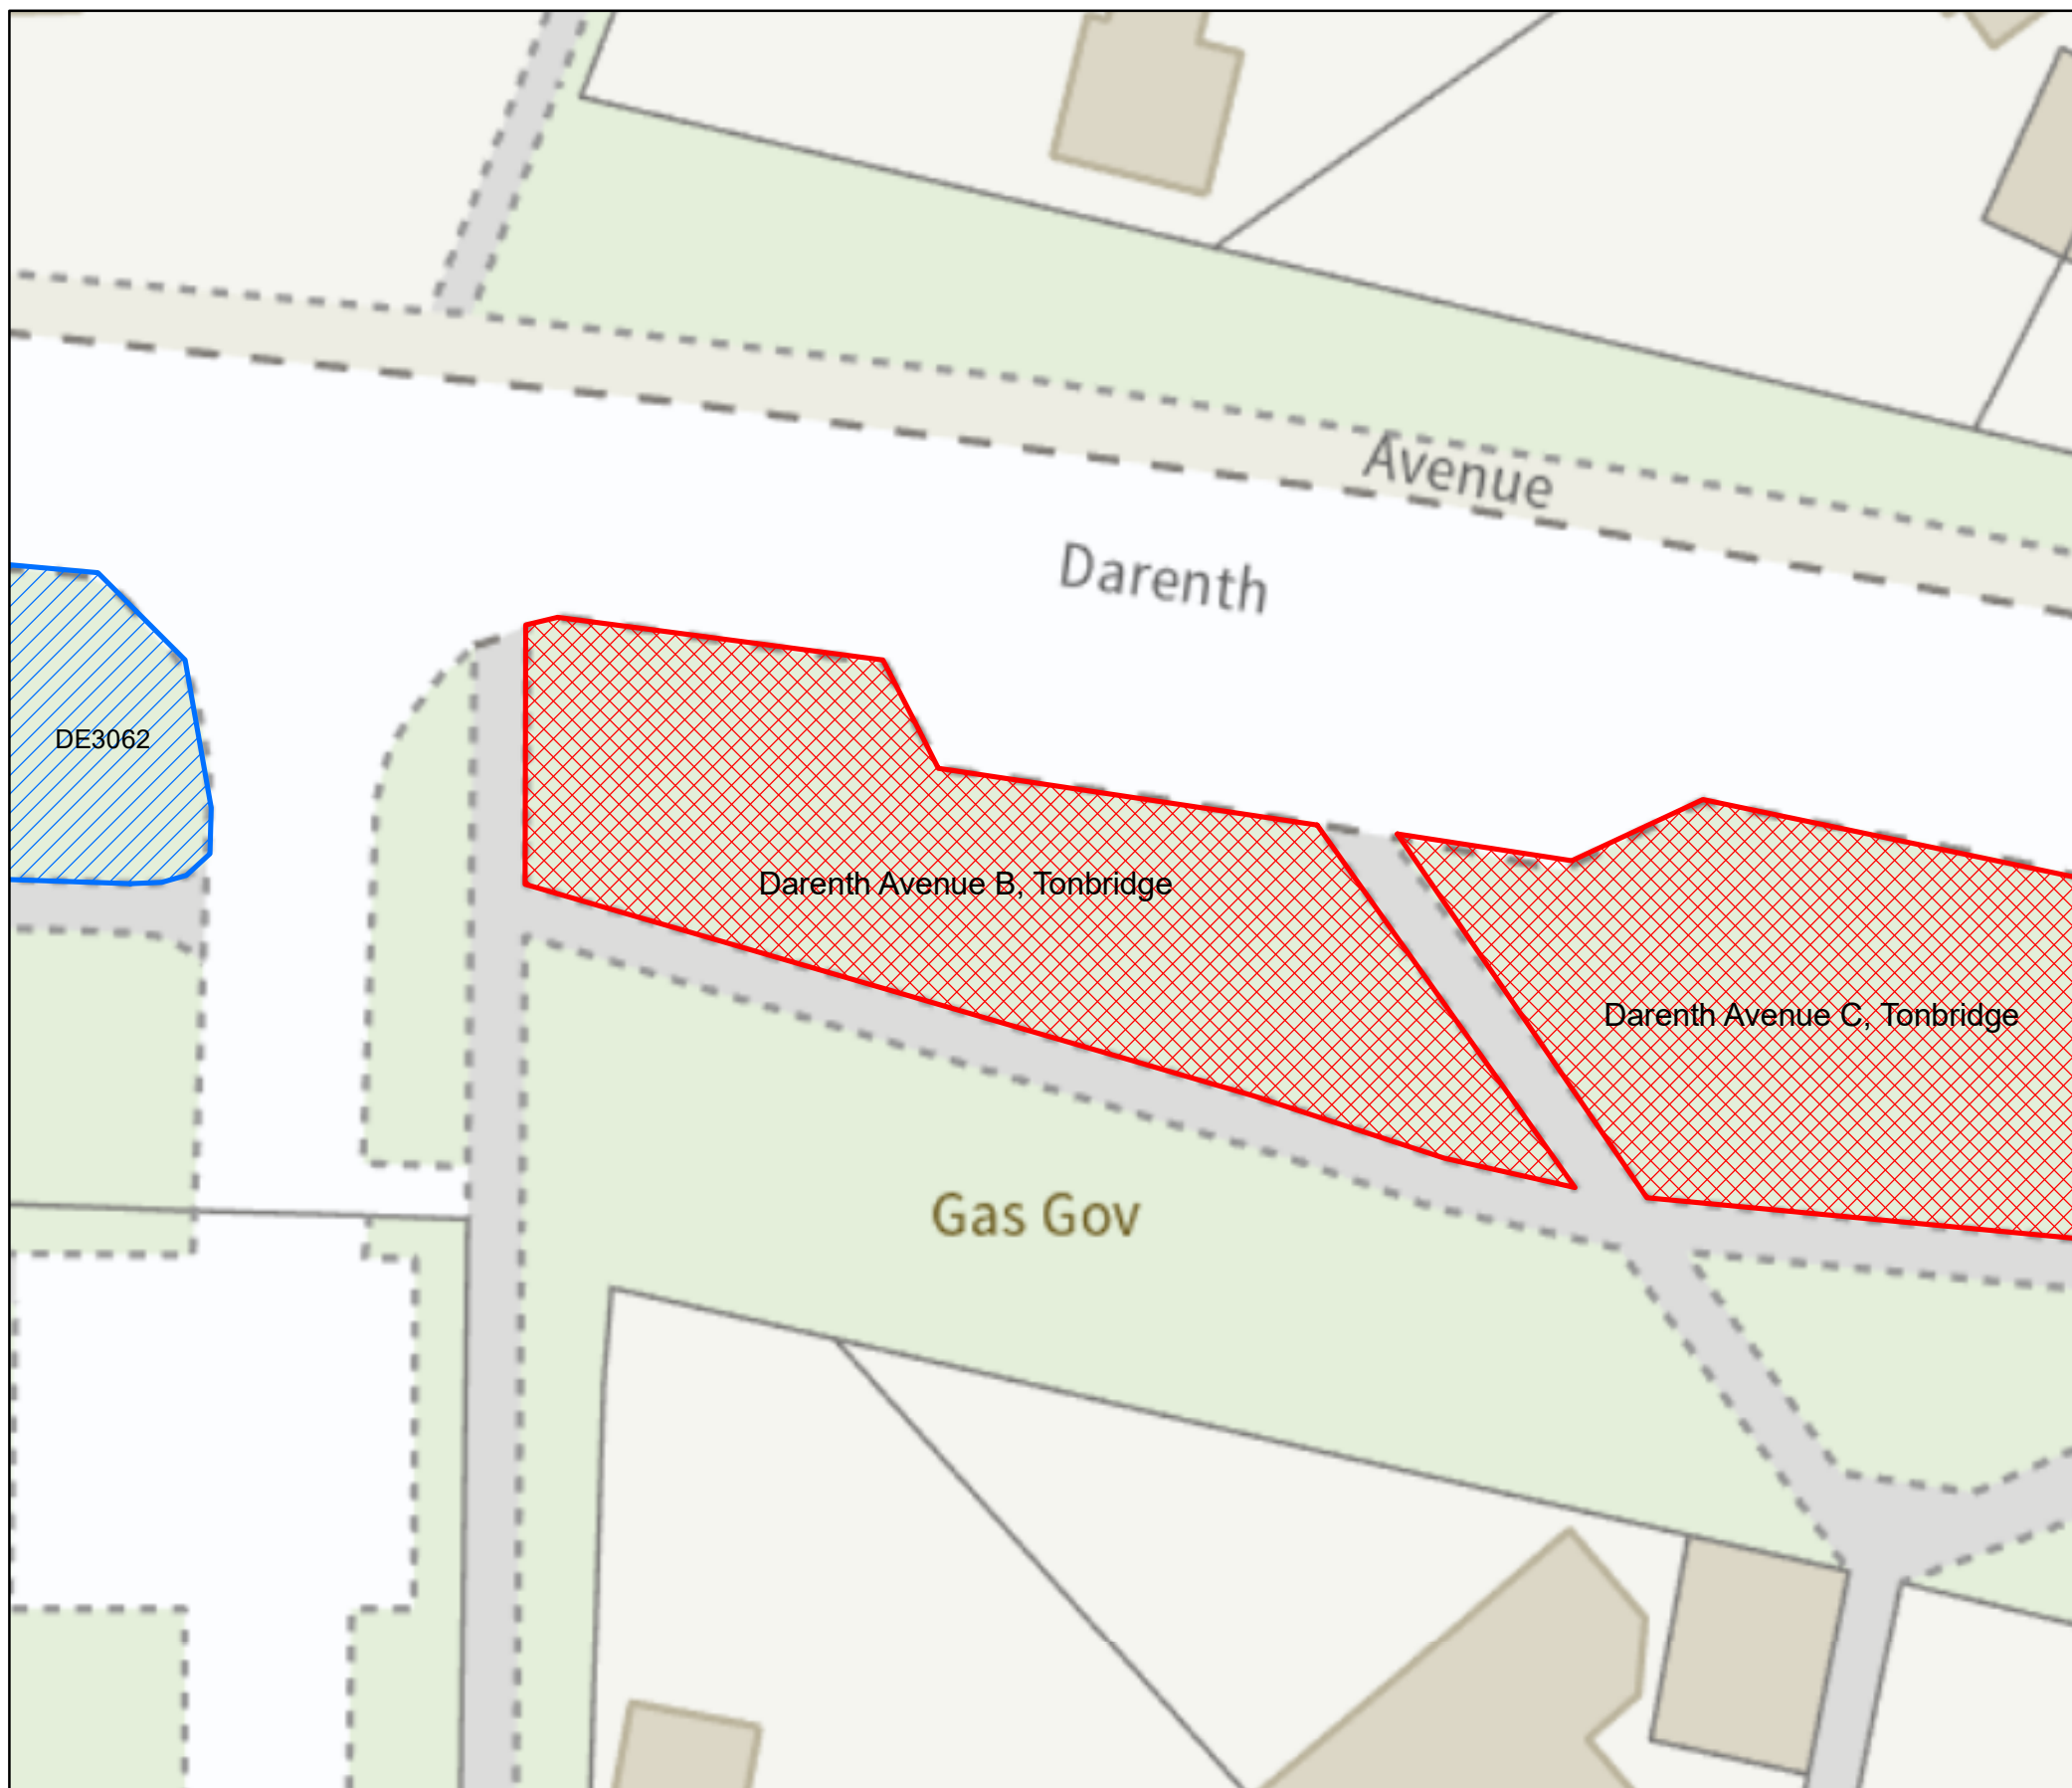 Avenue
Darenth
DE3062
Darenth Avenue B, Tonbridge
Darenth Avenue C, Tonbridge
Gas Gov